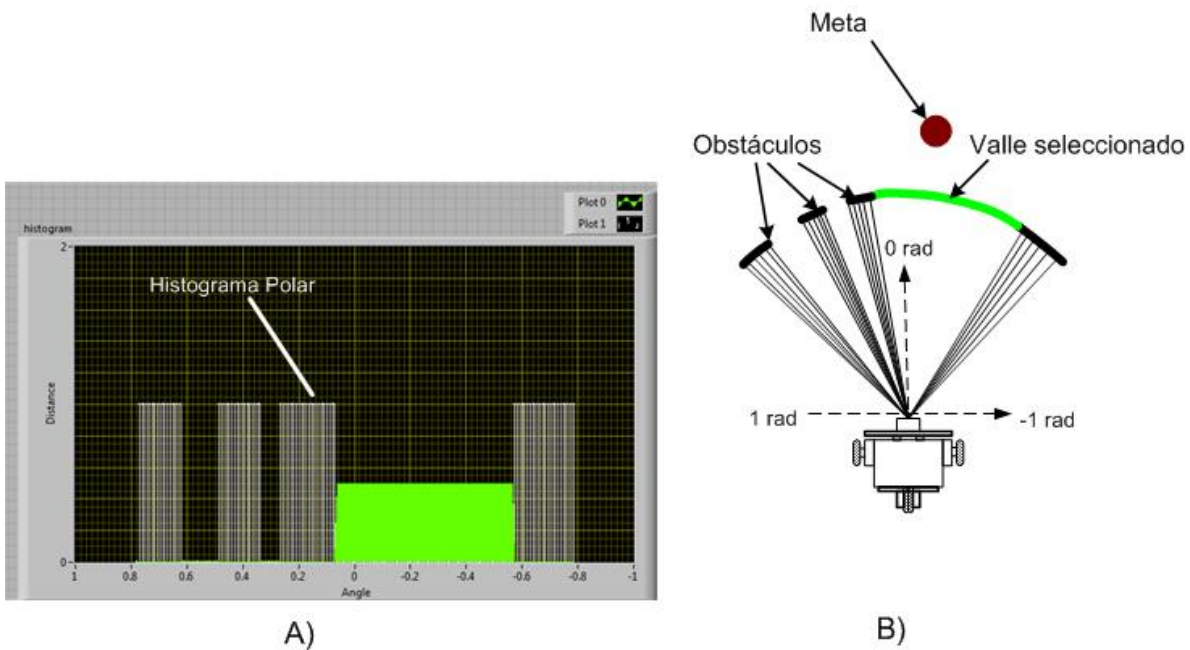 Plot 0
Plot 1
histogram
Histograma Polar
2
0
Distance
1 0.8 0.6 0.4 0.2 0 -0.2 -0.4 -0.6 -0.8 -1
Angle
A)
Meta
Obstáculos
Valle seleccionado
0 rad
1 rad
-1 rad
B)